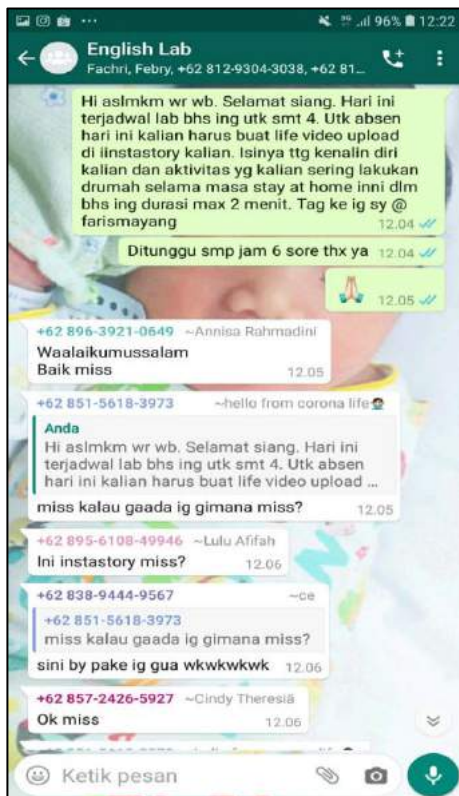 96% 12:22
English Lab
Fachri, Febry, +62 812-9304-3038, +62 81...
Hi aslmkm wr wb. Selamat siang. Hari ini
terjadwal lab bhs ing utk smt 4. Utk absen
hari ini kalian harus buat life video upload
di iinstastory kalian. Isinya ttg kenalin diri
kalian dan aktivitas yg kalian sering lakukan
drumah selama masa stay at home inni dlm
bhs ing durasi max 2 menit. Tag ke ig sy @
farismayang
12.04
Ditunggu smp jam 6 sore thx ya 12.04
12.05
+62 896-3921-0649 ~Annisa Rahmadini
Waalaikumussalam
Baik miss
12.05
+62 851-5618-3973 ~hello from corona life
Anda
Hi aslmkm wr wb. Selamat siang. Hari ini
terjadwal lab bhs ing utk smt 4. Utk absen
hari ini kalian harus buat life video upload ...
miss kalau gaada ig gimana miss? 12.05
+62 895-6108-49946 ~Lulu Afifah
Ini instastory miss? 12.06
+62 838-9444-9567 ~ce
+62 851-5618-3973
miss kalau gaada ig gimana miss?
sini by pake ig gua wkwkwkwk 12.06
+62 857-2426-5927 ~Cindy Theresiä
Ok miss 12.06
Ketik pesan